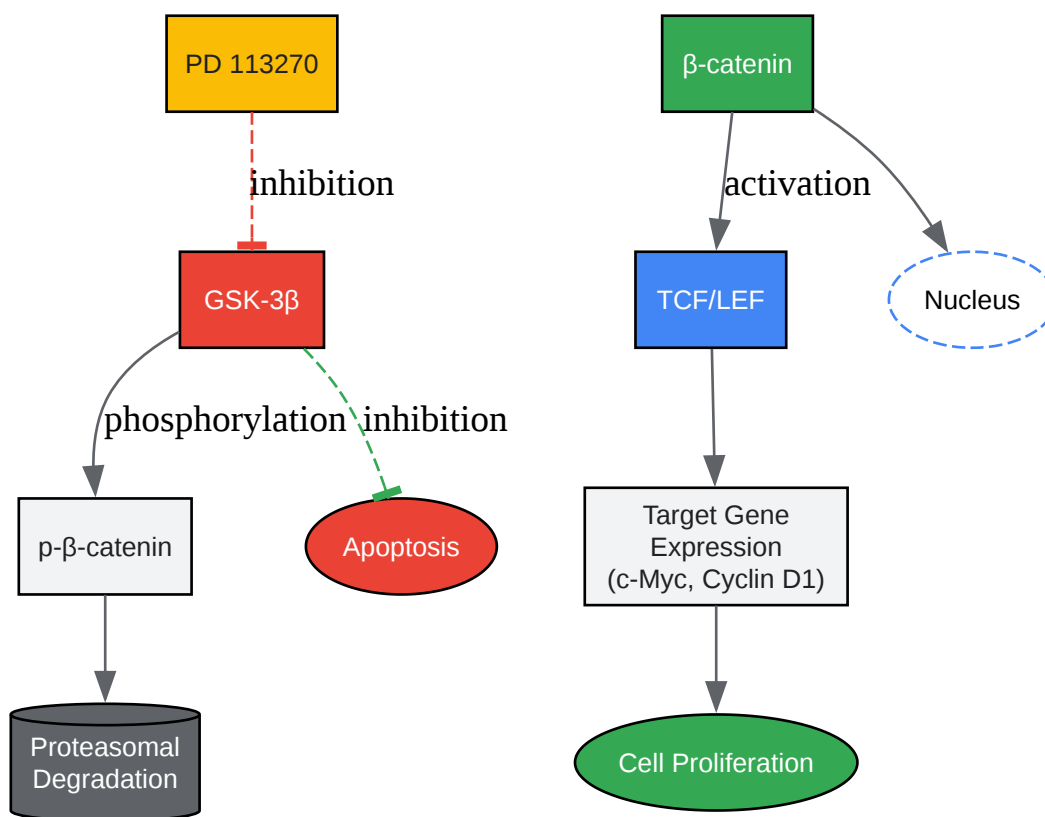 PD 113270
β-catenin
inhibition
activation
GSK-3β
TCF/LEF
Nucleus
phosphorylation
inhibition
p-β-catenin
Apoptosis
Target Gene
Expression
(c-Myc, Cyclin D1)
Proteasomal
Degradation
Cell Proliferation